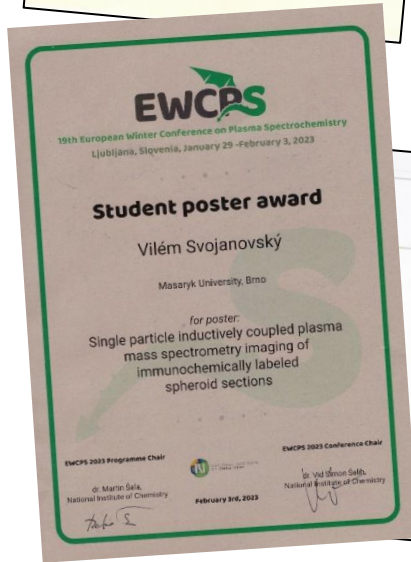 EWCPS
19th European Winter Conference on Plasma Spectrochemistry
Ljubljana, Slovenia, January 29 -February 3, 2023
Student poster award
Vilém Svojanovský
Masaryk University, Brno
for poster:
Single particle inductively coupled plasma
mass spectrometry imaging of
immunochemically labeled
spheroid sections
EWCPS 2023 Programme Chair
dr. Martin Šala,
National Institute of Chemistry
February 3rd, 2023
EWCPS 2023 Conference Chair
dr. Vid Simon Šelih,
National Institute of Chemistry